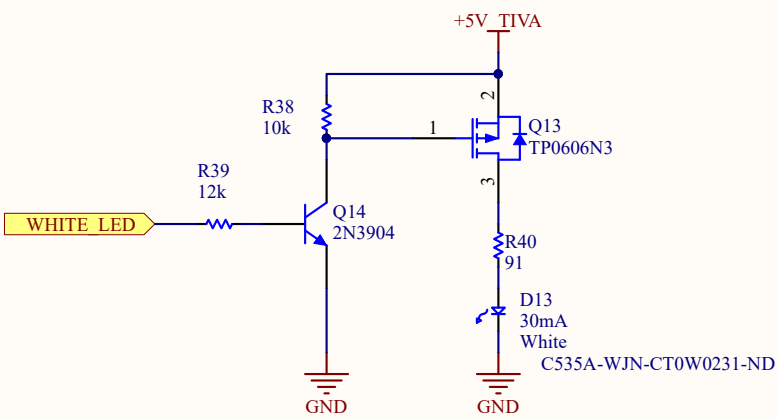 +5V_TIVA
2
R38
10k
1
Q13
TP0606N3
R39
12k
3
WHITE_LED
Q14
2N3904
R40
91
D13
30mA
White
C535A-WJN-CT0W0231-ND
GND
GND